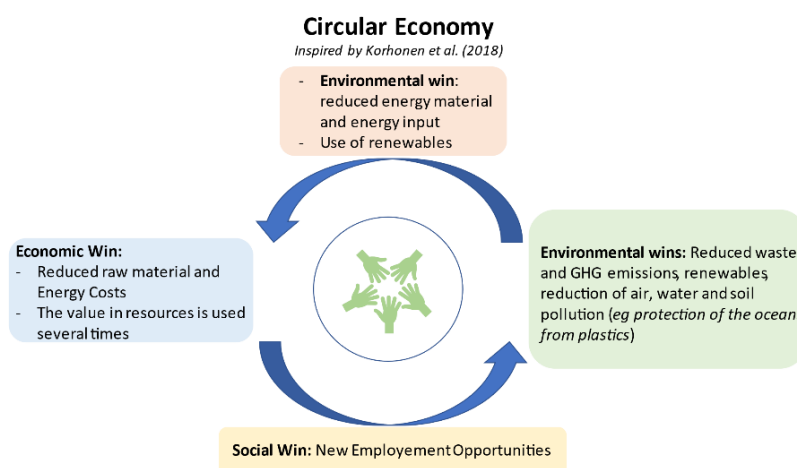 Circular Economy
Inspired by Korhonen et al. (2018)
- Environmental win:
reduced energy material
and energy input
- Use of renewables
Economic Win:
- Reduced raw material and
Energy Costs
- The value in resources is used
several times
Environmental wins: Reduced waste
and GHG emissions, renewables,
reduction of air, water and soil
pollution (eg protection of the ocean
from plastics)
Social Win: New Employement Opportunities